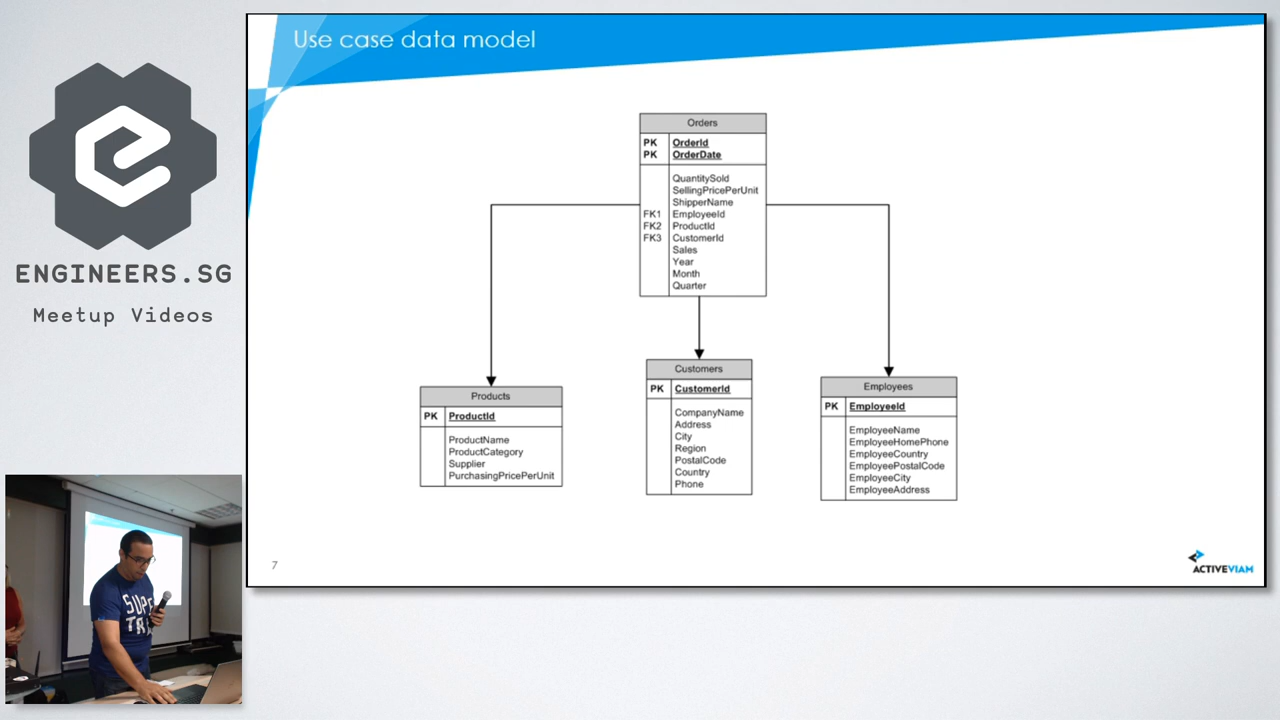 ENGINEERS.SG
Meetup Videos
Use case data model
Orders
PK OrderId
PK OrderDate
QuantitySold
SellingPricePerUnit
ShipperName
FK1 EmployeeId
FK2 ProductId
FK3 CustomerId
Sales
Year
Month
Quarter
Products
PK ProductId
ProductName
ProductCategory
Supplier
PurchasingPricePerUnit
Customers
PK CustomerId
CompanyName
Address
City
Region
PostalCode
Country
Phone
Employees
PK EmployeeId
EmployeeName
EmployeeHomePhone
EmployeeCountry
EmployeePostalCode
EmployeeCity
EmployeeAddress
7
ACTIVEVIAM